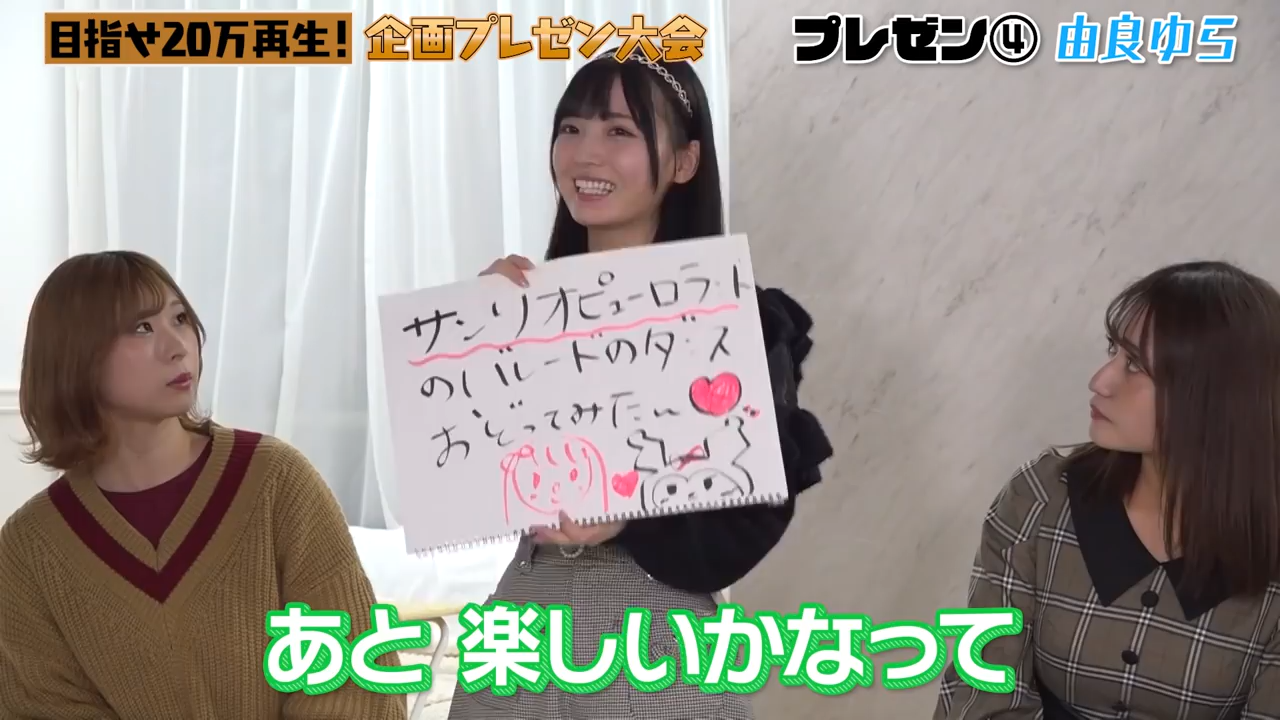 目指せ20万再生!
企画プレゼン大会
プレゼン④ 由良ゆら
サンリオピューロランド
のパレードのダンス
おどってみたい
あと 楽しいかなって